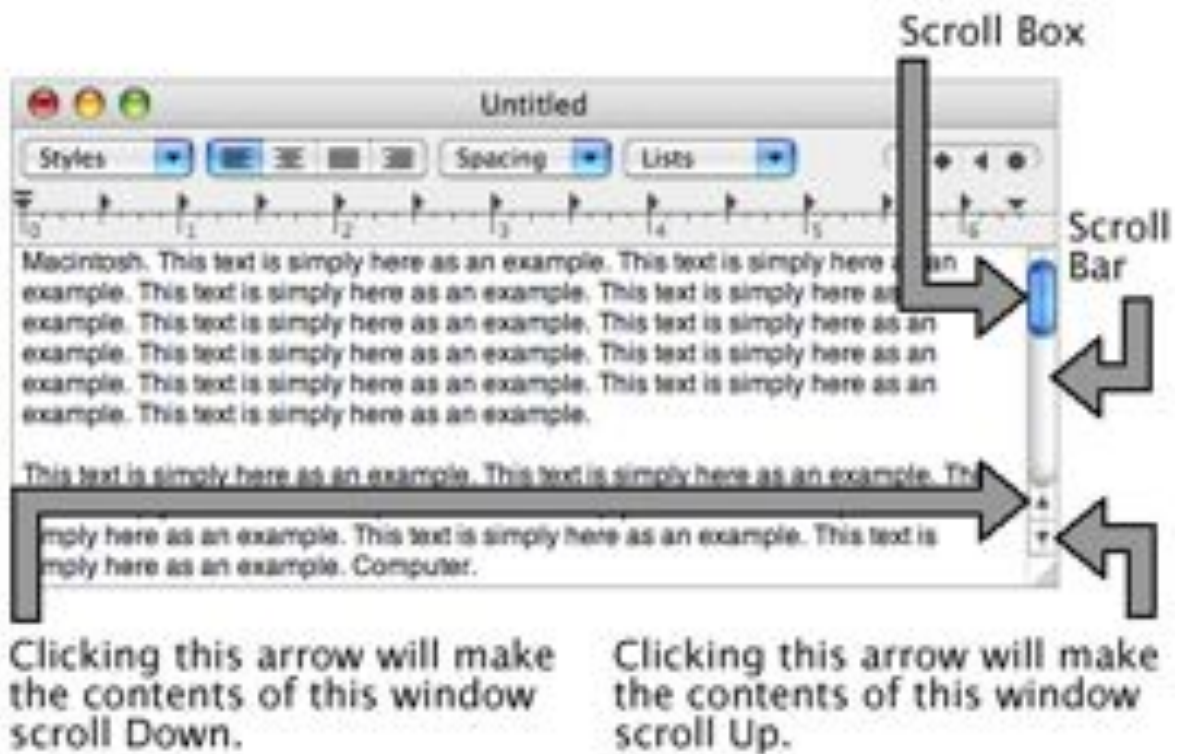 Scroll Box
Untitled
Styles Spacing Lists
0 1 2 3 4 5 6
Scroll
Bar
Macintosh. This text is simply here as an example. This text is simply here an
example. This text is simply here as an example. This text is simply here as
example. This text is simply here as an example. This text is simply here as an
example. This text is simply here as an example. This text is simply here as an
example. This text is simply here as an example. This text is simply here as an
example. This text is simply here as an example.
This text is simply here as an example. This text is simply here as an example. Th
mply here as an example. This text is simply here as an example. This text is
mply here as an example. Computer.
Clicking this arrow will make
the contents of this window
scroll Down.
Clicking this arrow will make
the contents of this window
scroll Up.